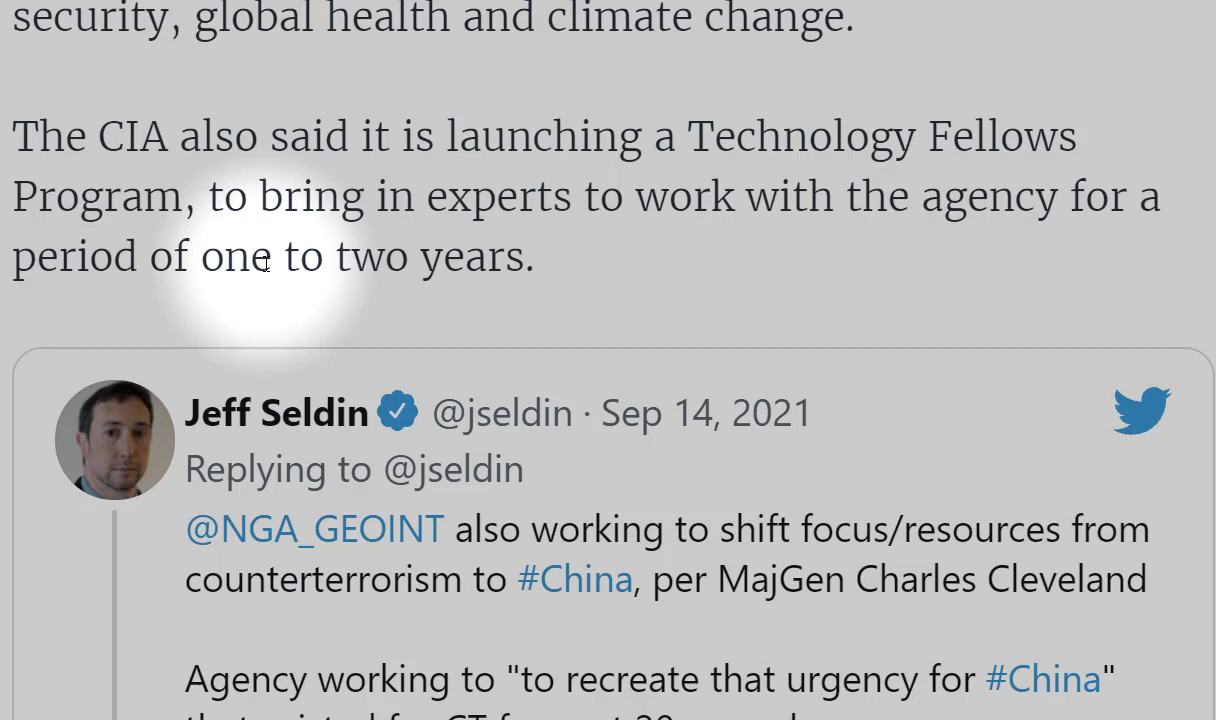 security, global health and climate change.
The CIA also said it is launching a Technology Fellows
Program, to bring in experts to work with the agency for a
period of one to two years.
Jeff Seldin @jseldin · Sep 14, 2021
Replying to @jseldin
@NGA_GEOINT also working to shift focus/resources from
counterterrorism to #China, per MajGen Charles Cleveland
Agency working to "to recreate that urgency for #China"